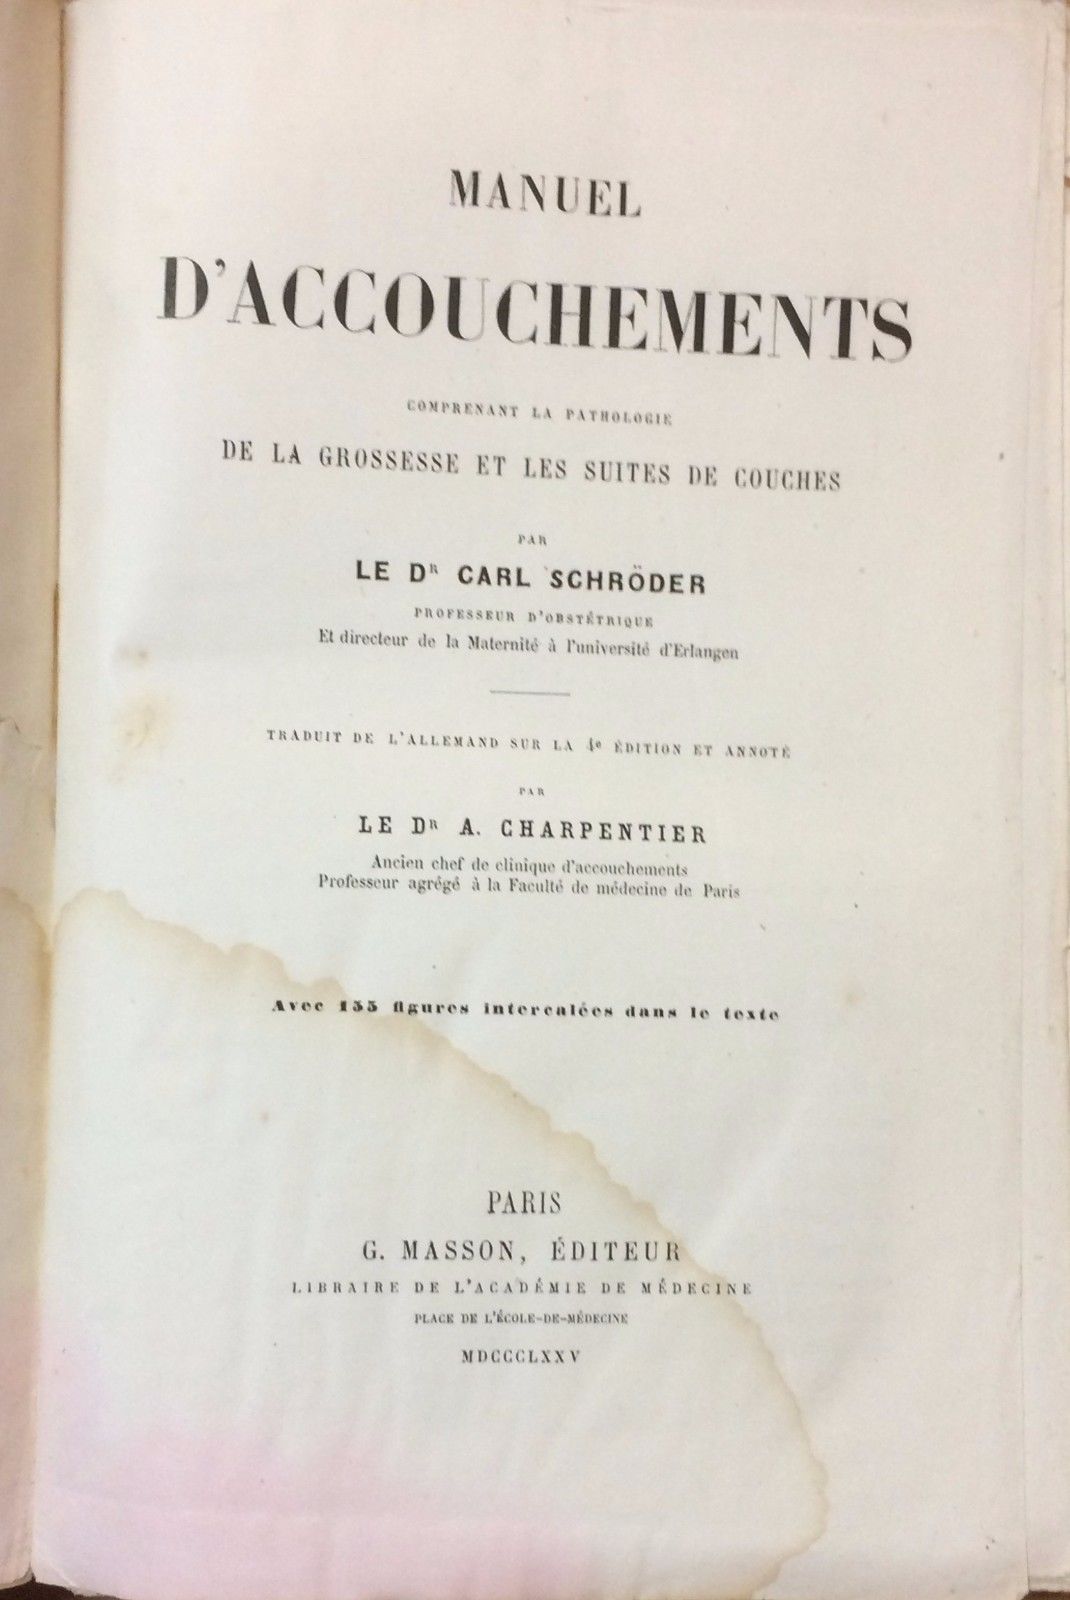 MANUEL
D'ACCOUCHEMENTS
COMPRENANT LA PATHOLOGIE
DE LA GROSSESSE ET LES SUITES DE COUCHES
PAR
LE DR CARL SCHRÖDER
PROFESSEUR D'OBSTÉTRIQUE
Et directeur de la Maternité à l'université d'Erlangen
TRADUIT DE L'ALLEMAND SUR LA 4e ÉDITION ET ANNOTÉ
PAR
LE DR A. CHARPENTIER
Ancien chef de clinique d'accouchements
Professeur agrégé à la Faculté de médecine de Paris
Avec 155 figures intercalées dans le texte
PARIS
G. MASSON, ÉDITEUR
LIBRAIRE DE L'ACADÉMIE DE MÉDECINE
PLACE DE L'ÉCOLE-DE-MÉDECINE
MDCCCLXXV